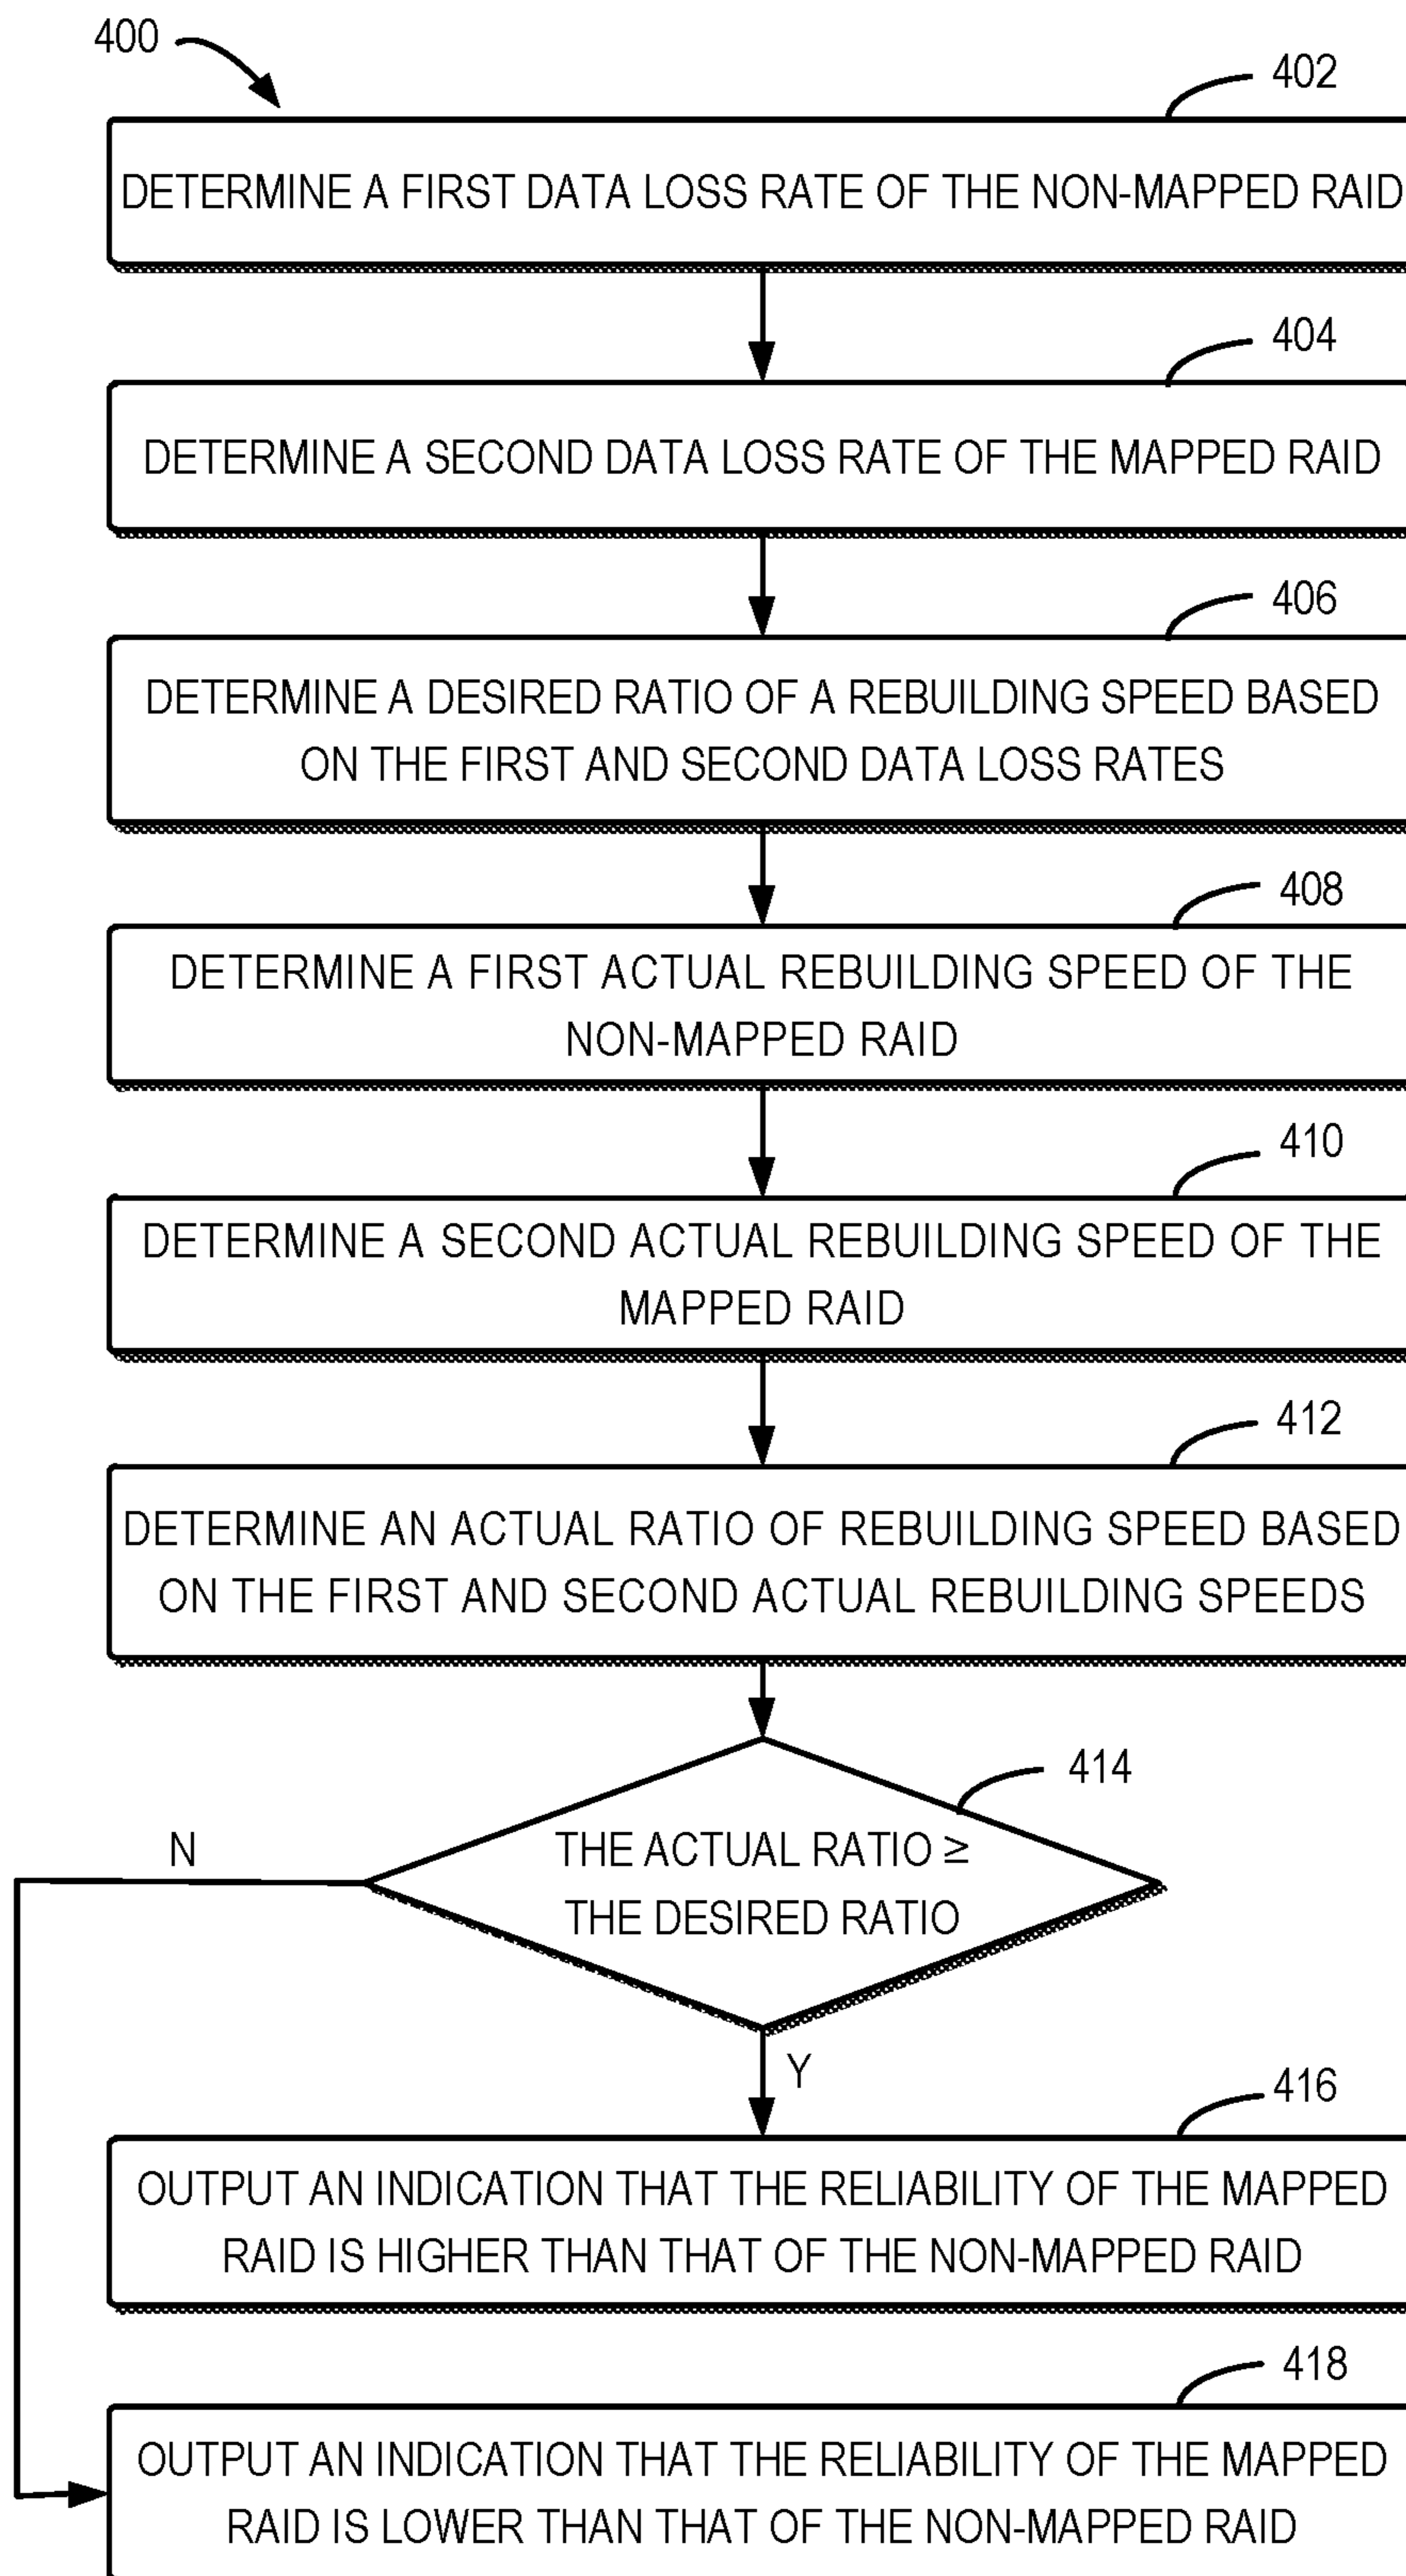 400
402
DETERMINE A FIRST DATA LOSS RATE OF THE NON-MAPPED RAID
404
DETERMINE A SECOND DATA LOSS RATE OF THE MAPPED RAID
406
DETERMINE A DESIRED RATIO OF A REBUILDING SPEED BASED
ON THE FIRST AND SECOND DATA LOSS RATES
408
DETERMINE A FIRST ACTUAL REBUILDING SPEED OF THE
NON-MAPPED RAID
410
DETERMINE A SECOND ACTUAL REBUILDING SPEED OF THE
MAPPED RAID
412
DETERMINE AN ACTUAL RATIO OF REBUILDING SPEED BASED
ON THE FIRST AND SECOND ACTUAL REBUILDING SPEEDS
414
THE ACTUAL RATIO ≥
THE DESIRED RATIO
N
Y
416
OUTPUT AN INDICATION THAT THE RELIABILITY OF THE MAPPED
RAID IS HIGHER THAN THAT OF THE NON-MAPPED RAID
418
OUTPUT AN INDICATION THAT THE RELIABILITY OF THE MAPPED
RAID IS LOWER THAN THAT OF THE NON-MAPPED RAID